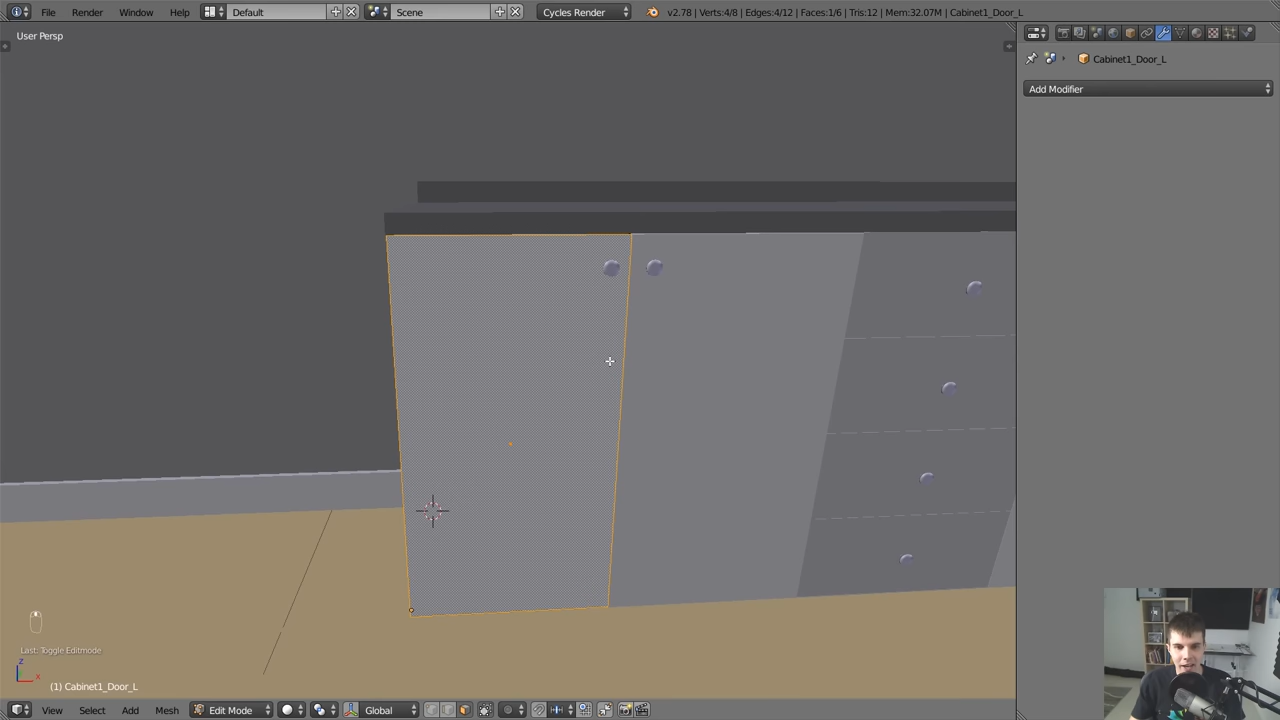 File Render Window Help Default Scene Cycles Render v2.78 | Verts:4/8 | Edges:4/12 | Faces:1/6 | Tris:12 | Mem:32.07M | Cabinet1_Door_L
User Persp
Cabinet1_Door_L
Add Modifier
Last: Toggle Editmode
z
x
(1) Cabinet1_Door_L
View Select Add Mesh Edit Mode Global